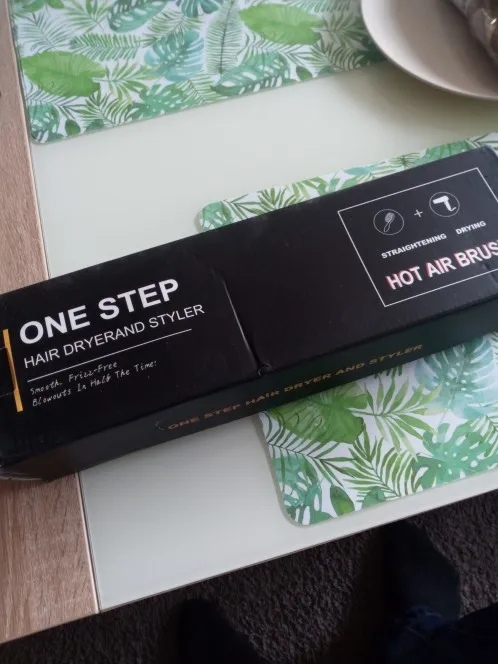 ONE STEP
HAIR DRYERAND STYLER
Smooth, Frizz-Free
Blowouts In Half The Time:
+
STRAIGHTENING DRYING
HOT AIR BRUS
ONE STEP HAIR DRYER AND STYLER